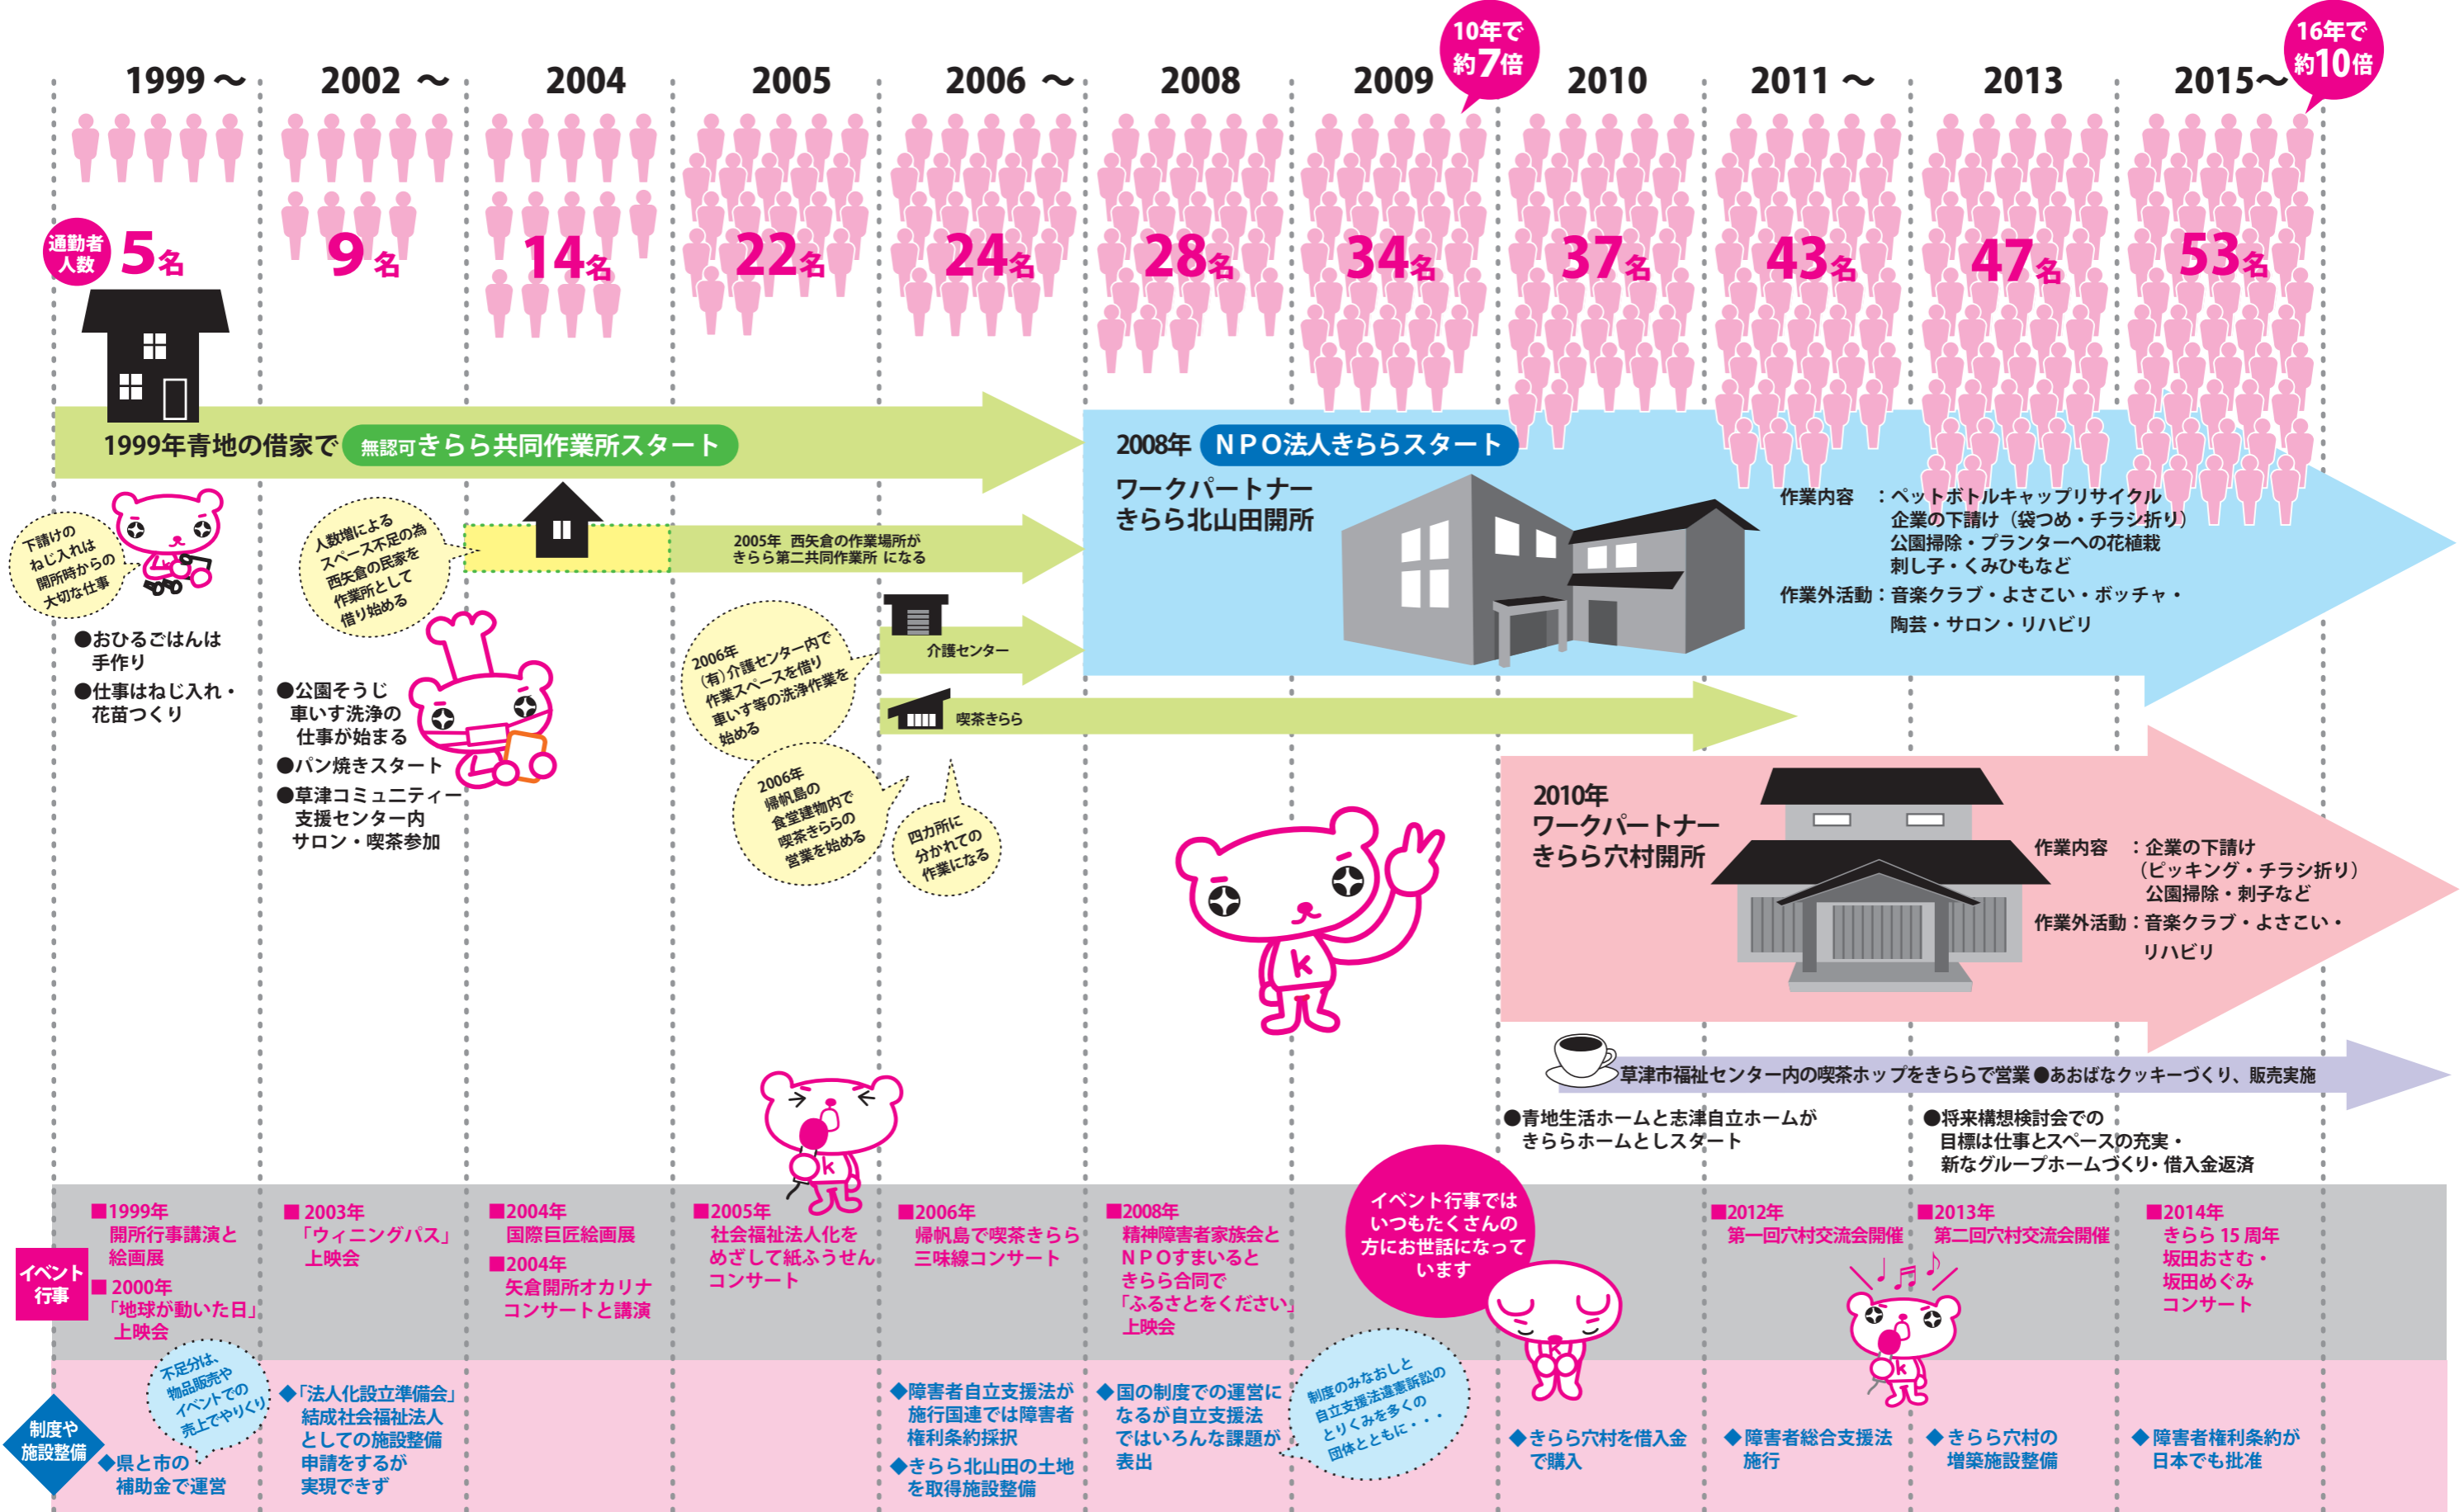 1999～
2002 ～
2004
2005
2006 ～
2008
2009
2010
2011 ～
2013
2015～
10年で
約7倍
16年で
約10倍
通勤者
人数
5名
9名
14名
22名
24名
28名
34名
37名
43名
47名
53名
1999年青地の借家で 無認可きらら共同作業所スタート
下請けの
ねじ入れは
開所時からの
大切な仕事
●おひるごはんは
手作り
●仕事はねじ入れ・
花苗つくり
人数増による
スペース不足の為
西矢倉の民家を
作業所として
借り始める
●公園そうじ
車いす洗浄の
仕事が始まる
●パン焼きスタート
●草津コミュニティー
支援センター内
サロン・喫茶参加
2005年 西矢倉の作業場所が
きらら第二共同作業所 になる
2006年
（有）介護センター内で
作業スペースを借り
車いす等の洗浄作業を
始める
介護センター
喫茶きらら
2006年
帰帆島の
食堂建物内で
喫茶きららの
営業を始める
四カ所に
分かれての
作業になる
2008年 NPO法人きららスタート
ワークパートナー
きらら北山田開所
作業内容 ：ペットボトルキャップリサイクル
企業の下請け（袋つめ・チラシ折り）
公園掃除・プランターへの花植栽
刺し子・くみひもなど
作業外活動：音楽クラブ・よさこい・ボッチャ・
陶芸・サロン・リハビリ
2010年
ワークパートナー
きらら穴村開所
作業内容 ：企業の下請け
（ピッキング・チラシ折り）
公園掃除・刺子など
作業外活動：音楽クラブ・よさこい・
リハビリ
k
草津市福祉センター内の喫茶ホップをきららで営業 ●あおばなクッキーづくり、販売実施
●青地生活ホームと志津自立ホームが
きららホームとしスタート
●将来構想検討会での
目標は仕事とスペースの充実・
新なグループホームづくり・借入金返済
k
イベント
行事
■1999年
開所行事講演と
絵画展
■2000年
「地球が動いた日」
上映会
■2003年
「ウィニングパス」
上映会
■2004年
国際巨匠絵画展
■2004年
矢倉開所オカリナ
コンサートと講演
■2005年
社会福祉法人化を
めざして紙ふうせん
コンサート
■2006年
帰帆島で喫茶きらら
三味線コンサート
■2008年
精神障害者家族会と
NPOすまいると
きらら合同で
「ふるさとをください」
上映会
イベント行事では
いつもたくさんの
方にお世話になって
います
k
■2012年
第一回穴村交流会開催
■2013年
第二回穴村交流会開催
k
■2014年
きらら15周年
坂田おさむ・
坂田めぐみ
コンサート
制度や
施設整備
不足分は、
物品販売や
イベントでの
売上でやりくり
◆県と市の
補助金で運営
◆「法人化設立準備会」
結成社会福祉法人
としての施設整備
申請をするが
実現できず
◆障害者自立支援法が
施行国連では障害者
権利条約採択
◆きらら北山田の土地
を取得施設整備
◆国の制度での運営に
なるが自立支援法
ではいろんな課題が
表出
制度のみなおしと
自立支援法違憲訴訟の
とりくみを多くの
団体とともに・・・
◆きらら穴村を借入金
で購入
◆障害者総合支援法
施行
◆きらら穴村の
増築施設整備
◆障害者権利条約が
日本でも批准